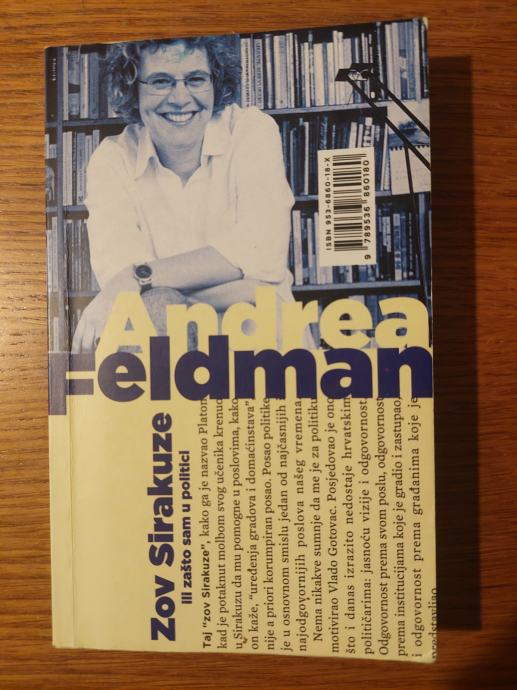 ISBN 953-6860-18-X
9 789536 860180
Andrea
Feldman
Zov Sirakuze
ili zašto sam u politici
Taj "zov Sirakuze", kako ga je nazvao Platon
kad je potaknut molbom svog učenika krenuo
u Sirakuzu da mu pomogne u poslovima, kako
on kaže, "uređenja gradova i domaćinstava"
nije a priori korumpiran posao. Posao politike
je u osnovnom smislu jedan od najčasnijih i
najodgovornijih poslova našeg vremena.
Nema nikakve sumnje da me je za politiku
motivirao Vlado Gotovac. Posjedovao je ono
što i danas izrazito nedostaje hrvatskim
političarima: jasnoću vizije i odgovornost.
Odgovornost prema svom poslu, odgovornost
prema institucijama koje je gradio i zastupao,
i odgovornost prema građanima koje je
predstavljao